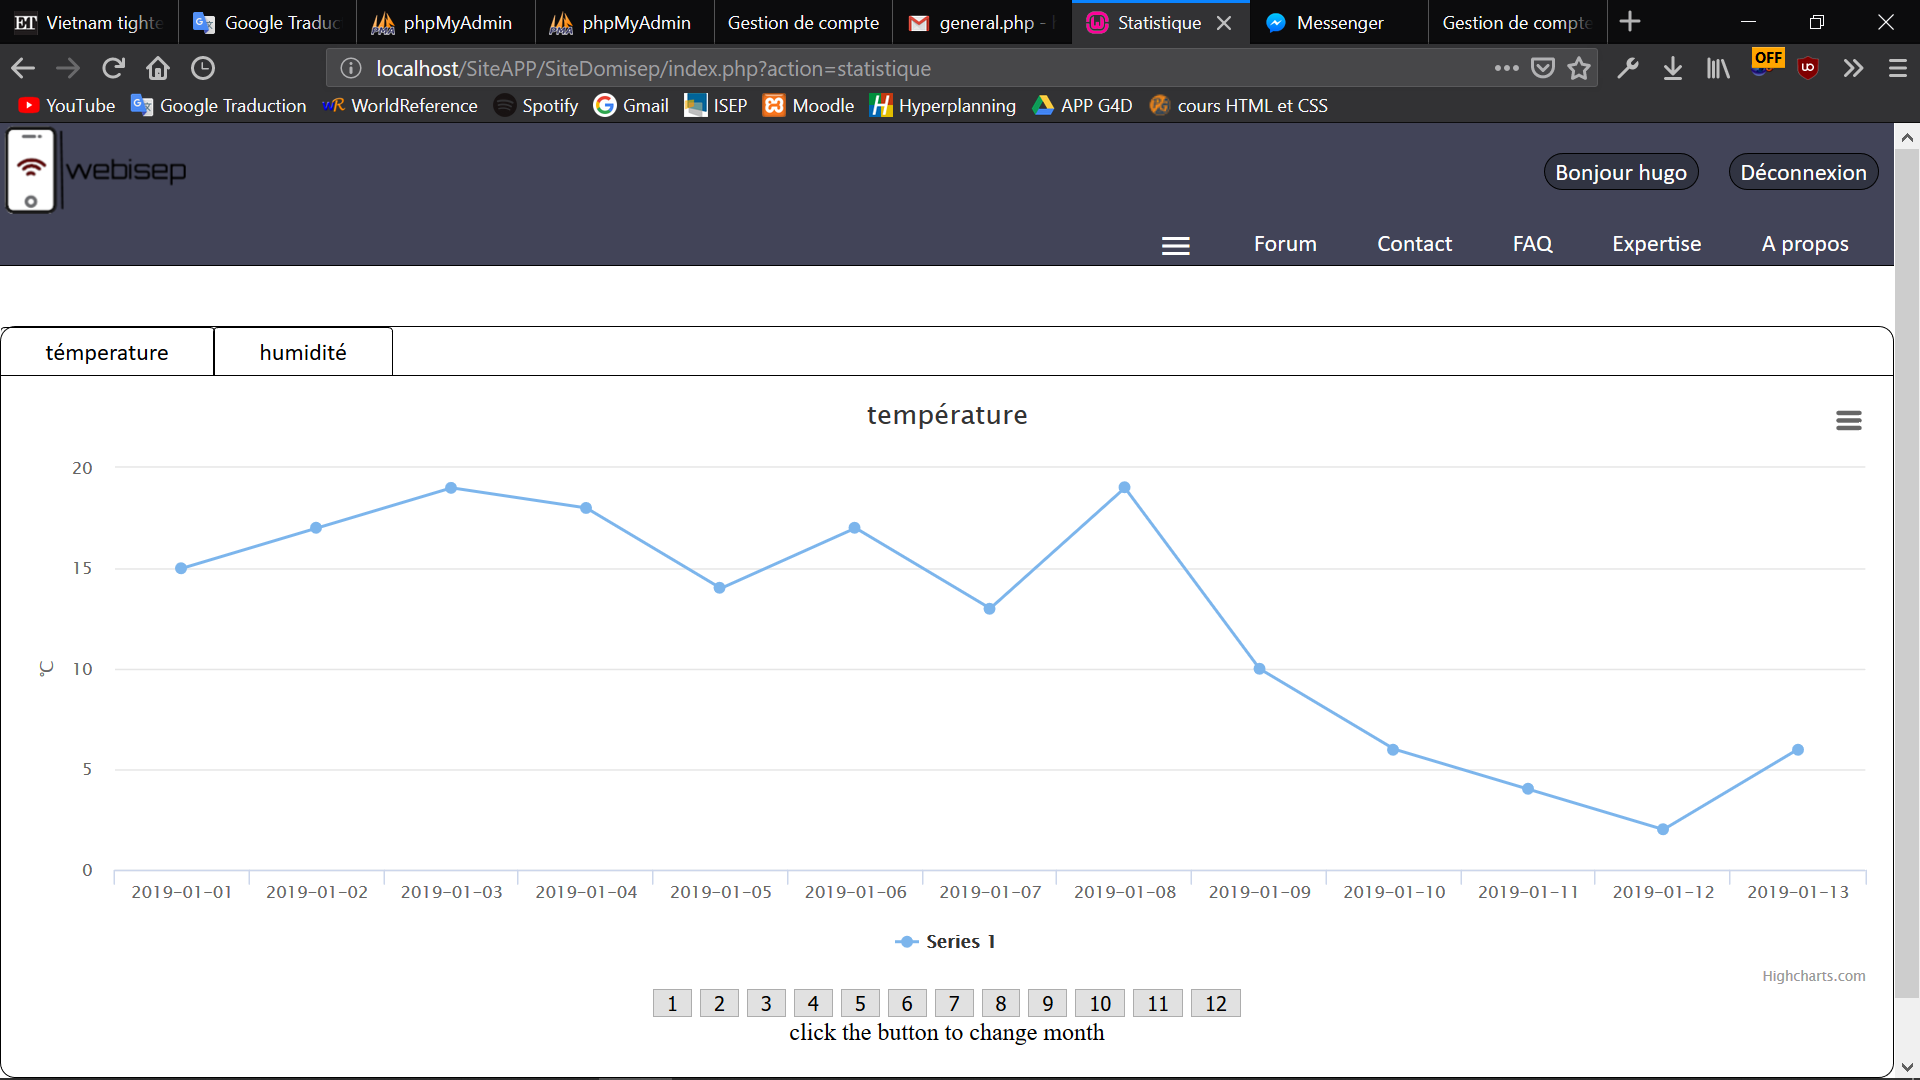 ET Vietnam tighte
Google Traduc
phpMyAdmin
phpMyAdmin
Gestion de compte
general.php -
Statistique
Messenger
Gestion de compte
localhost/SiteAPP/SiteDomisep/index.php?action=statistique
OFF
YouTube Google Traduction WorldReference Spotify Gmail ISEP Moodle Hyperplanning APP G4D cours HTML et CSS
webisep
Bonjour hugo Déconnexion
Forum Contact FAQ Expertise A propos
témperature humidité
température
20
15
10
5
0
°C
2019-01-01 2019-01-02 2019-01-03 2019-01-04 2019-01-05 2019-01-06 2019-01-07 2019-01-08 2019-01-09 2019-01-10 2019-01-11 2019-01-12 2019-01-13
Series 1
Highcharts.com
1 2 3 4 5 6 7 8 9 10 11 12
click the button to change month